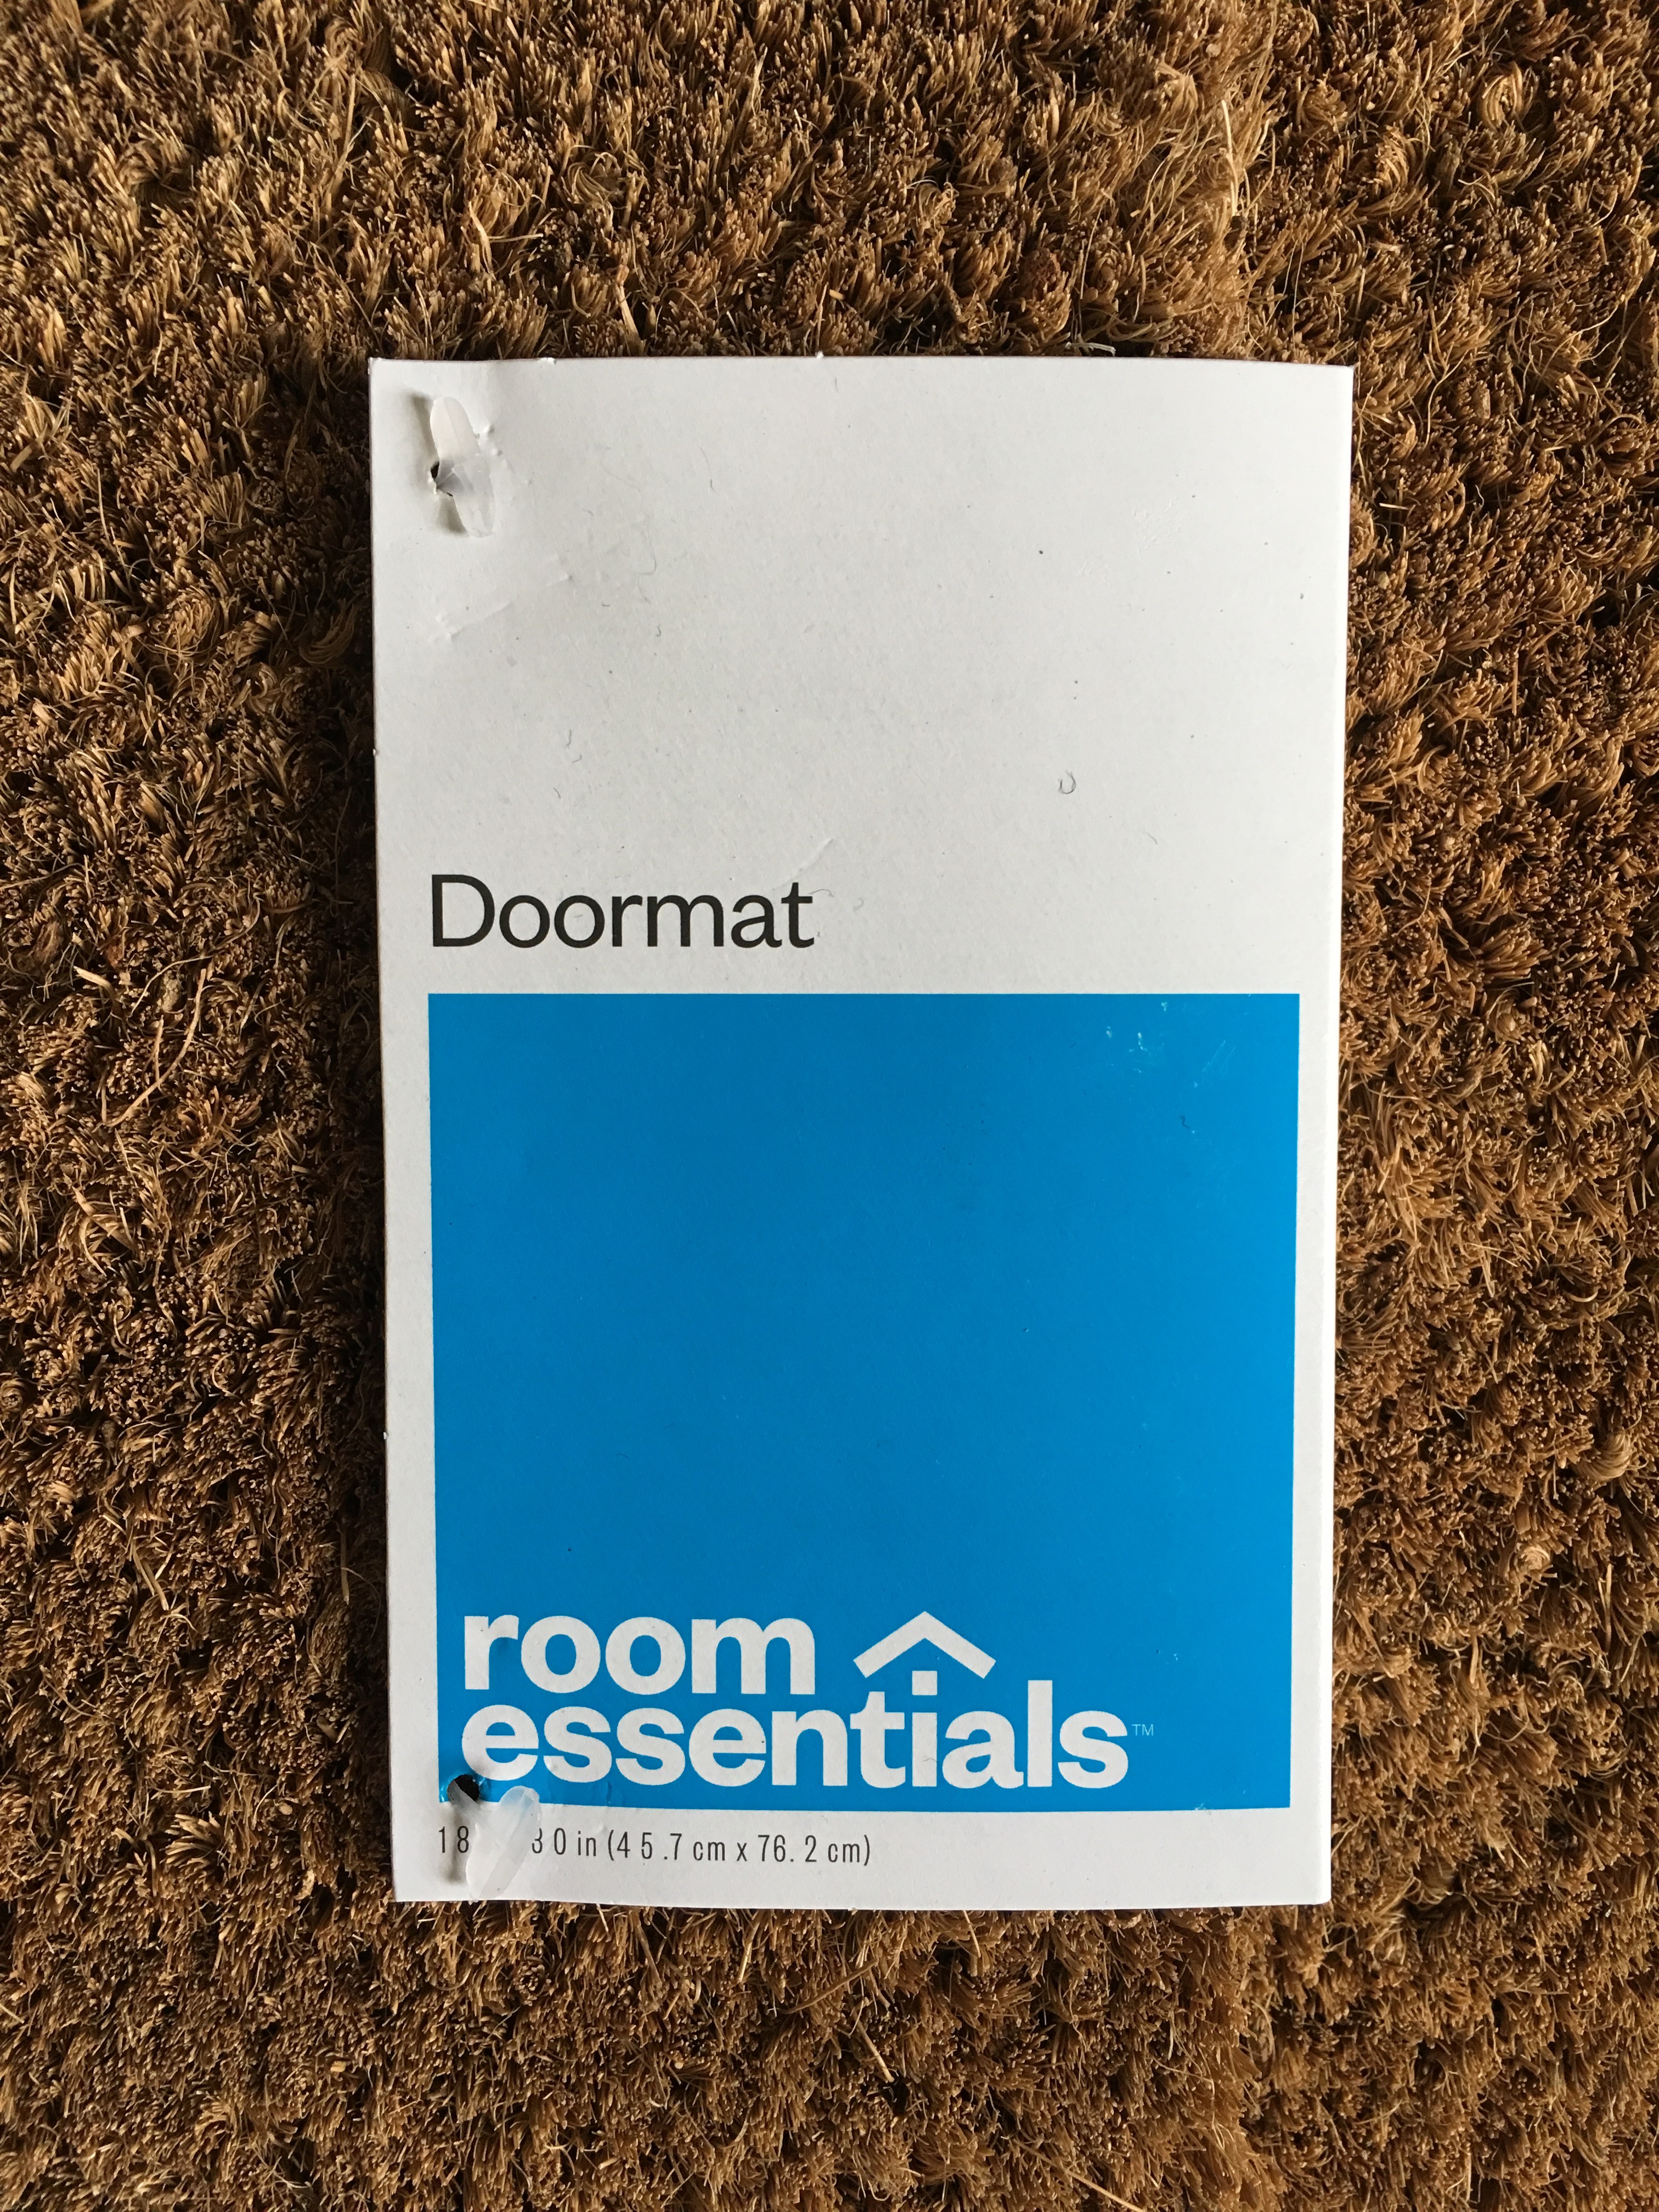 Doormat
room
essentials™
18 30 in (45.7 cm x 76.2 cm)